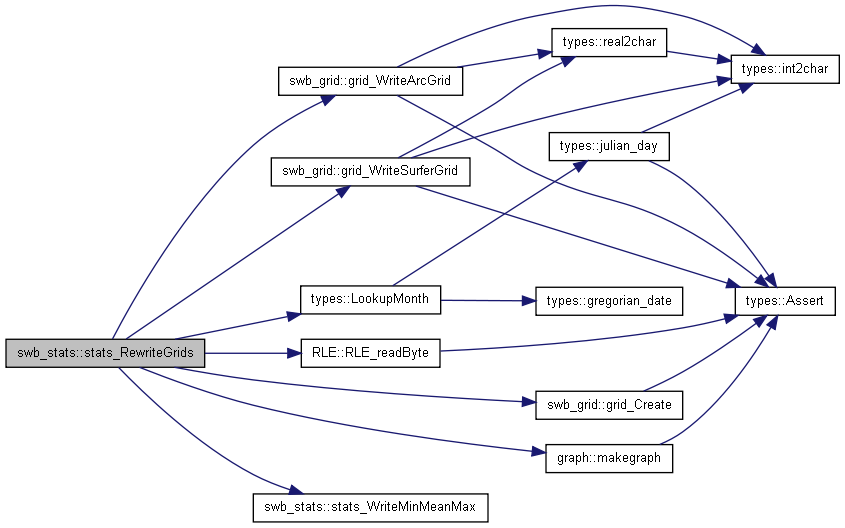 types::real2char
types::int2char
swb_grid::grid_WriteArcGrid
types::julian_day
swb_grid::grid_WriteSurferGrid
types::LookupMonth
types::gregorian_date
types::Assert
swb_stats::stats_RewriteGrids
RLE::RLE_readByte
swb_grid::grid_Create
graph::makegraph
swb_stats::stats_WriteMinMeanMax